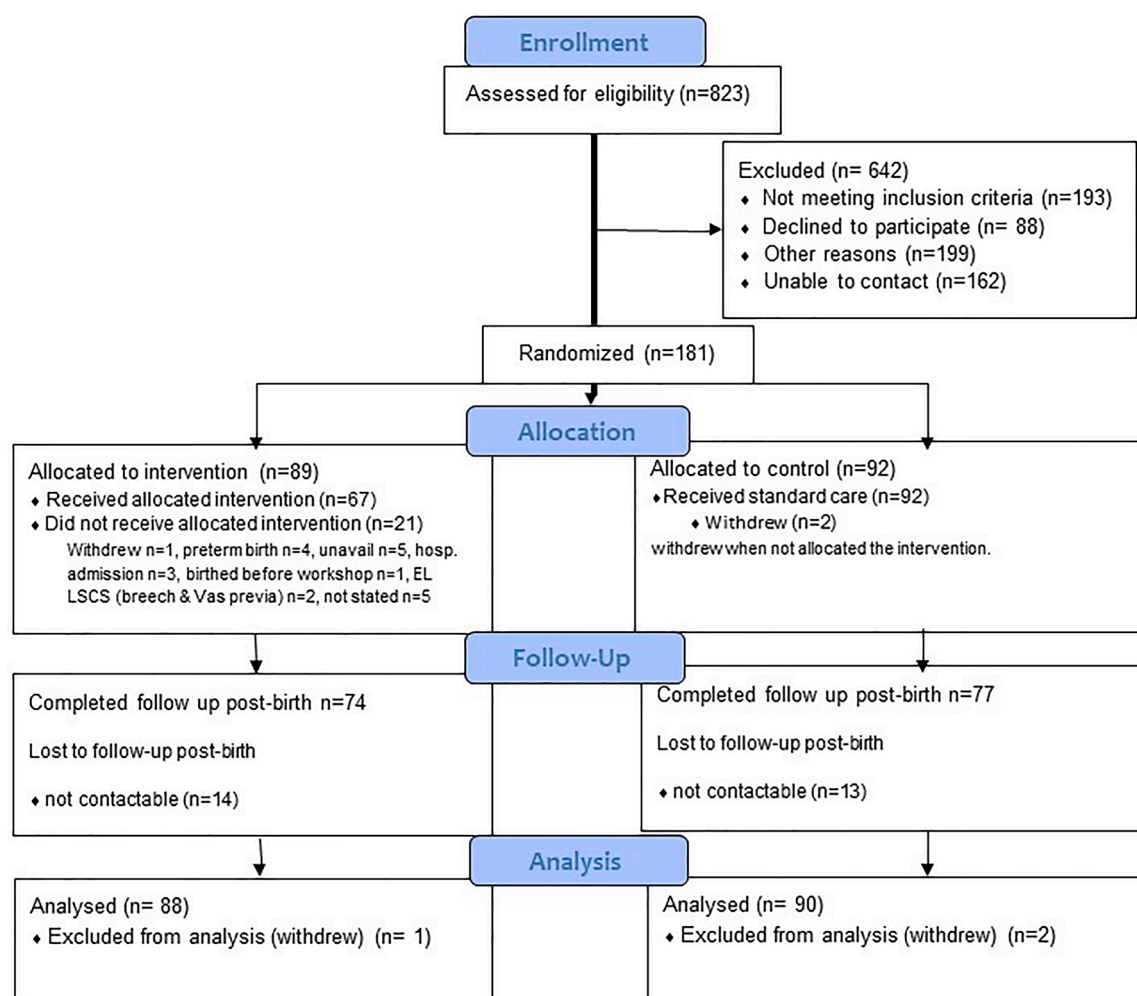 Enrollment
Assessed for eligibility (n=823)
Excluded (n= 642)
♦ Not meeting inclusion criteria (n=193)
♦ Declined to participate (n= 88)
♦ Other reasons (n=199)
♦ Unable to contact (n=162)
Randomized (n=181)
Allocation
Allocated to intervention (n=89)
♦ Received allocated intervention (n=67)
♦ Did not receive allocated intervention (n=21)
Withdrew n=1, preterm birth n=4, unavail n=5, hosp.
admission n=3, birthed before workshop n=1, EL
LSCS (breech & Vas previa) n=2, not stated n=5
Allocated to control (n=92)
♦ Received standard care (n=92)
♦ Withdrew (n=2)
withdrew when not allocated the intervention.
Follow-Up
Completed follow up post-birth n=74
Lost to follow-up post-birth
♦ not contactable (n=14)
Completed follow up post-birth n=77
Lost to follow-up post-birth
♦ not contactable (n=13)
Analysis
Analysed (n= 88)
♦ Excluded from analysis (withdrew) (n= 1)
Analysed (n= 90)
♦ Excluded from analysis (withdrew) (n=2)